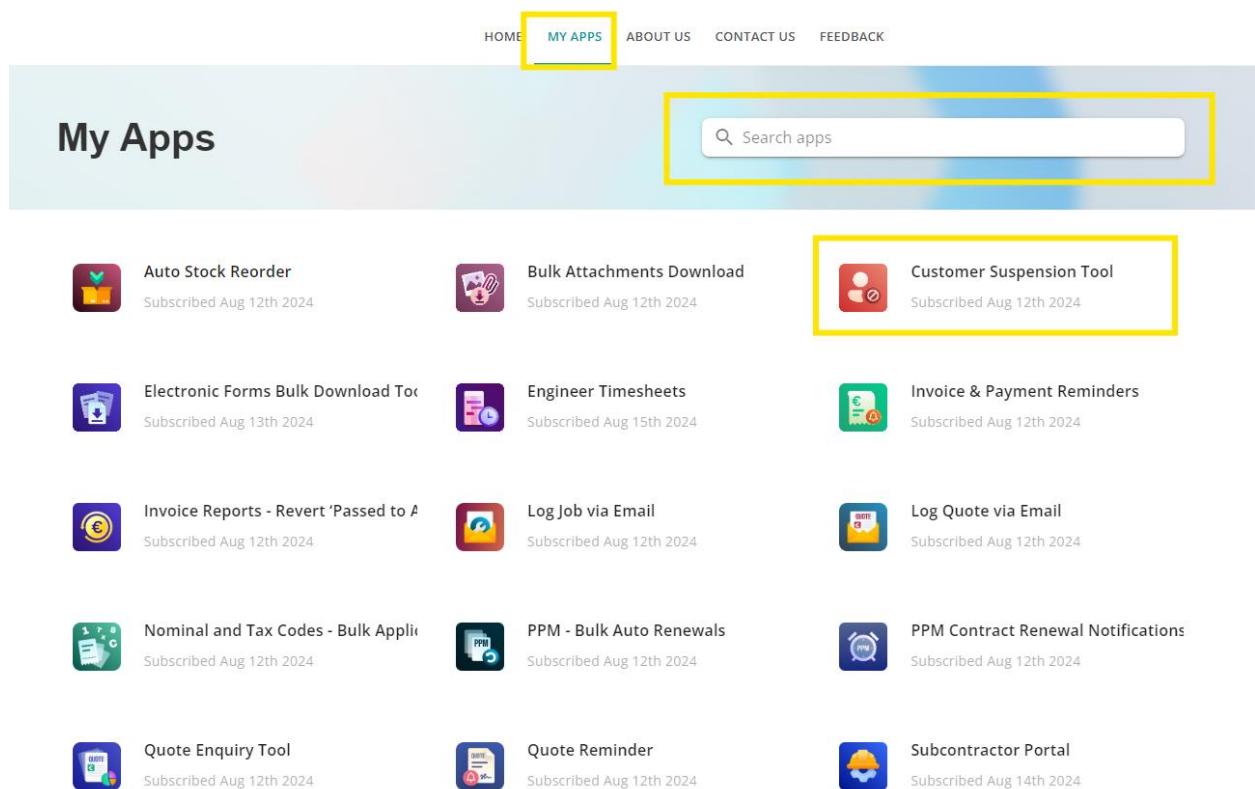 HOME MY APPS ABOUT US CONTACT US FEEDBACK
My Apps
Search apps
Auto Stock Reorder
Subscribed Aug 12th 2024
Bulk Attachments Download
Subscribed Aug 12th 2024
Customer Suspension Tool
Subscribed Aug 12th 2024
Electronic Forms Bulk Download Too
Subscribed Aug 13th 2024
Engineer Timesheets
Subscribed Aug 15th 2024
Invoice & Payment Reminders
Subscribed Aug 12th 2024
Invoice Reports - Revert ‘Passed to A
Subscribed Aug 12th 2024
Log Job via Email
Subscribed Aug 12th 2024
QUOTE
Log Quote via Email
Subscribed Aug 12th 2024
Nominal and Tax Codes - Bulk Applic
Subscribed Aug 12th 2024
PPM
PPM - Bulk Auto Renewals
Subscribed Aug 12th 2024
PPM
PPM Contract Renewal Notifications
Subscribed Aug 12th 2024
QUOTE
Quote Enquiry Tool
Subscribed Aug 12th 2024
QUOTE
Quote Reminder
Subscribed Aug 12th 2024
Subcontractor Portal
Subscribed Aug 14th 2024